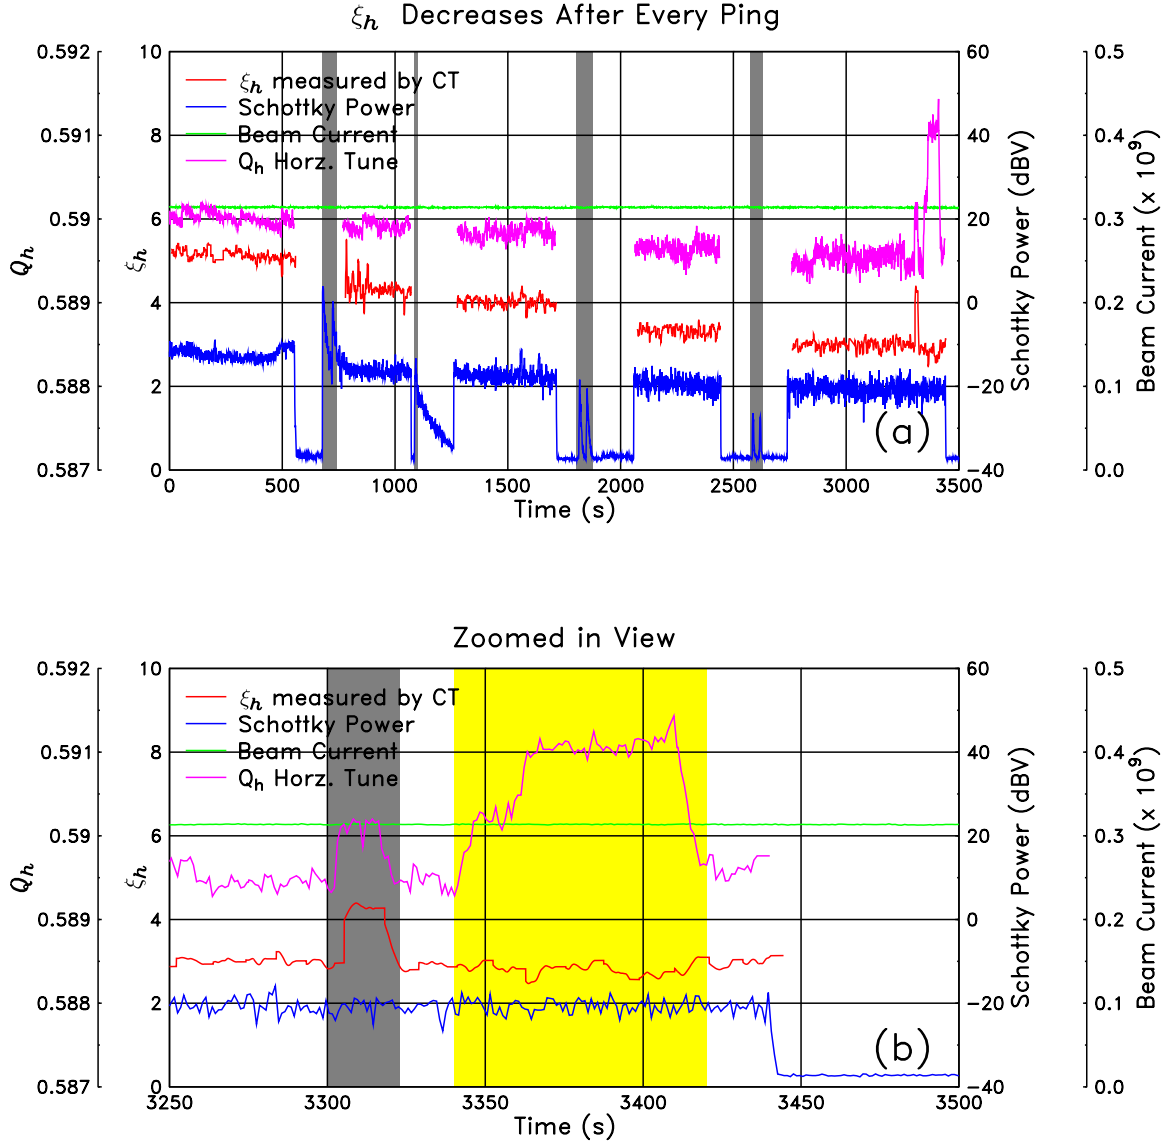 ξh Decreases After Every Ping
0.592 10 60 0.5
ξh measured by CT
Schottky Power
0.591 8 40 0.4
Beam Current
Qh Horz. Tune
0.59 6 20 0.3
Qh ξh Schottky Power (dBV) Beam Current (x 10^9)
0.589 4 0 0.2
0.588 2 −20 0.1
(a)
0.587 0 −40 0.0
0 500 1000 1500 2000 2500 3000 3500
Time (s)
Zoomed in View
0.592 10 60 0.5
ξh measured by CT
Schottky Power
0.591 8 40 0.4
Beam Current
Qh Horz. Tune
0.59 6 20 0.3
Qh ξh Schottky Power (dBV) Beam Current (x 10^9)
0.589 4 0 0.2
0.588 2 −20 0.1
(b)
0.587 0 −40 0.0
3250 3300 3350 3400 3450 3500
Time (s)